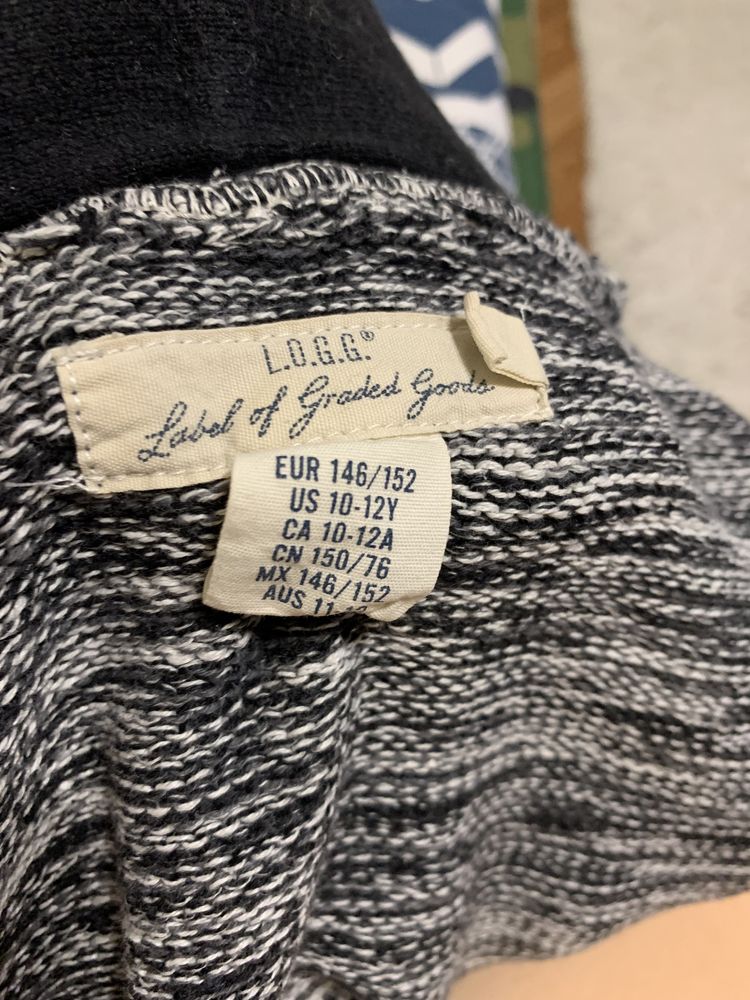 L.O.G.G.®
Label of Graded Goods
EUR 146/152
US 10-12Y
CA 10-12A
CN 150/76
MX 146/152
AUS